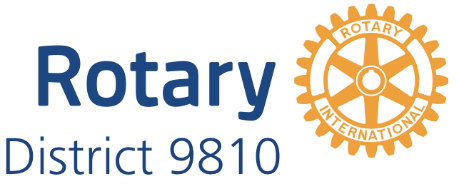 Rotary
District 9810
ROTARY
INTERNATIONAL